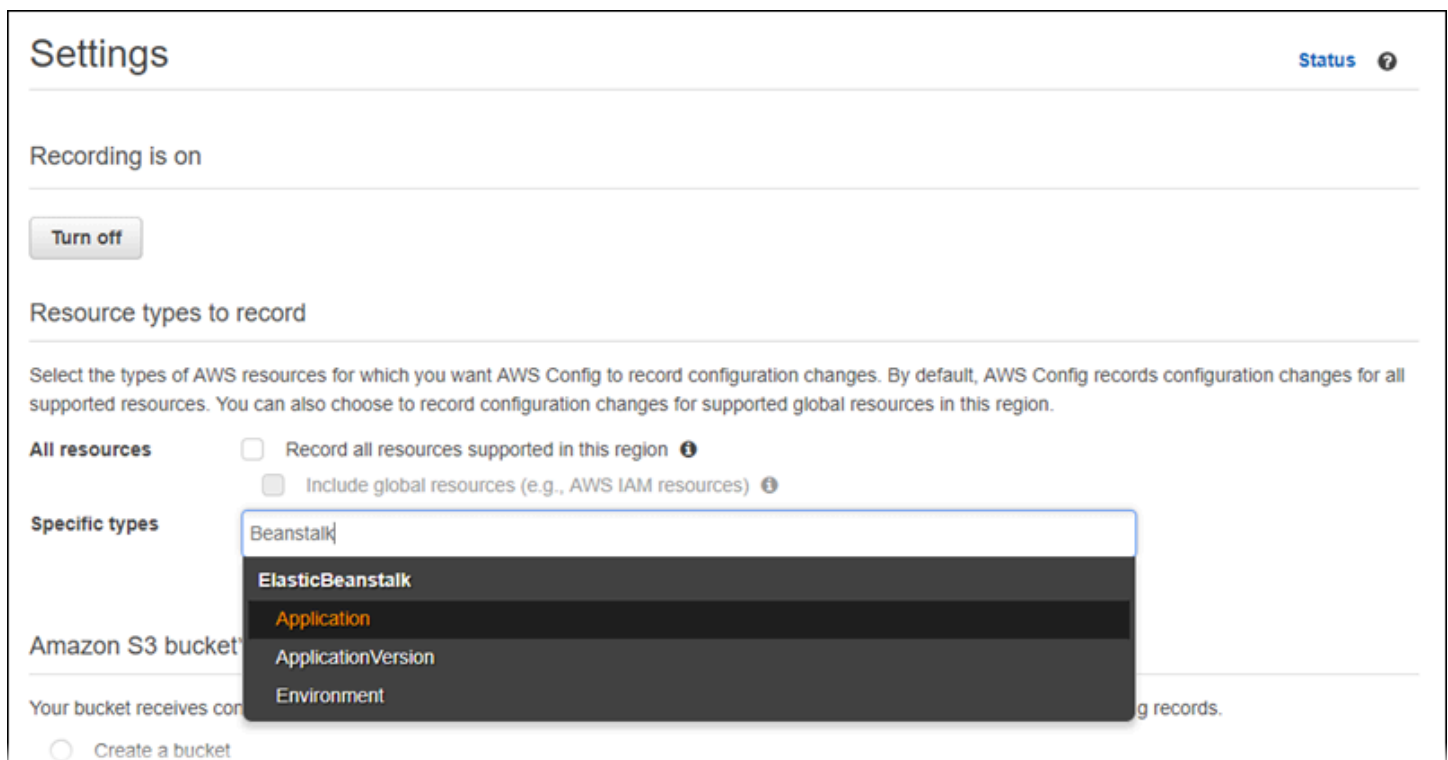 Settings
Status
Recording is on
Turn off
Resource types to record
Select the types of AWS resources for which you want AWS Config to record configuration changes. By default, AWS Config records configuration changes for all
supported resources. You can also choose to record configuration changes for supported global resources in this region.
All resources
Record all resources supported in this region
Include global resources (e.g., AWS IAM resources)
Specific types
Beanstalk
ElasticBeanstalk
Application
ApplicationVersion
Environment
Amazon S3 bucket
Your bucket receives g records.
Create a bucket